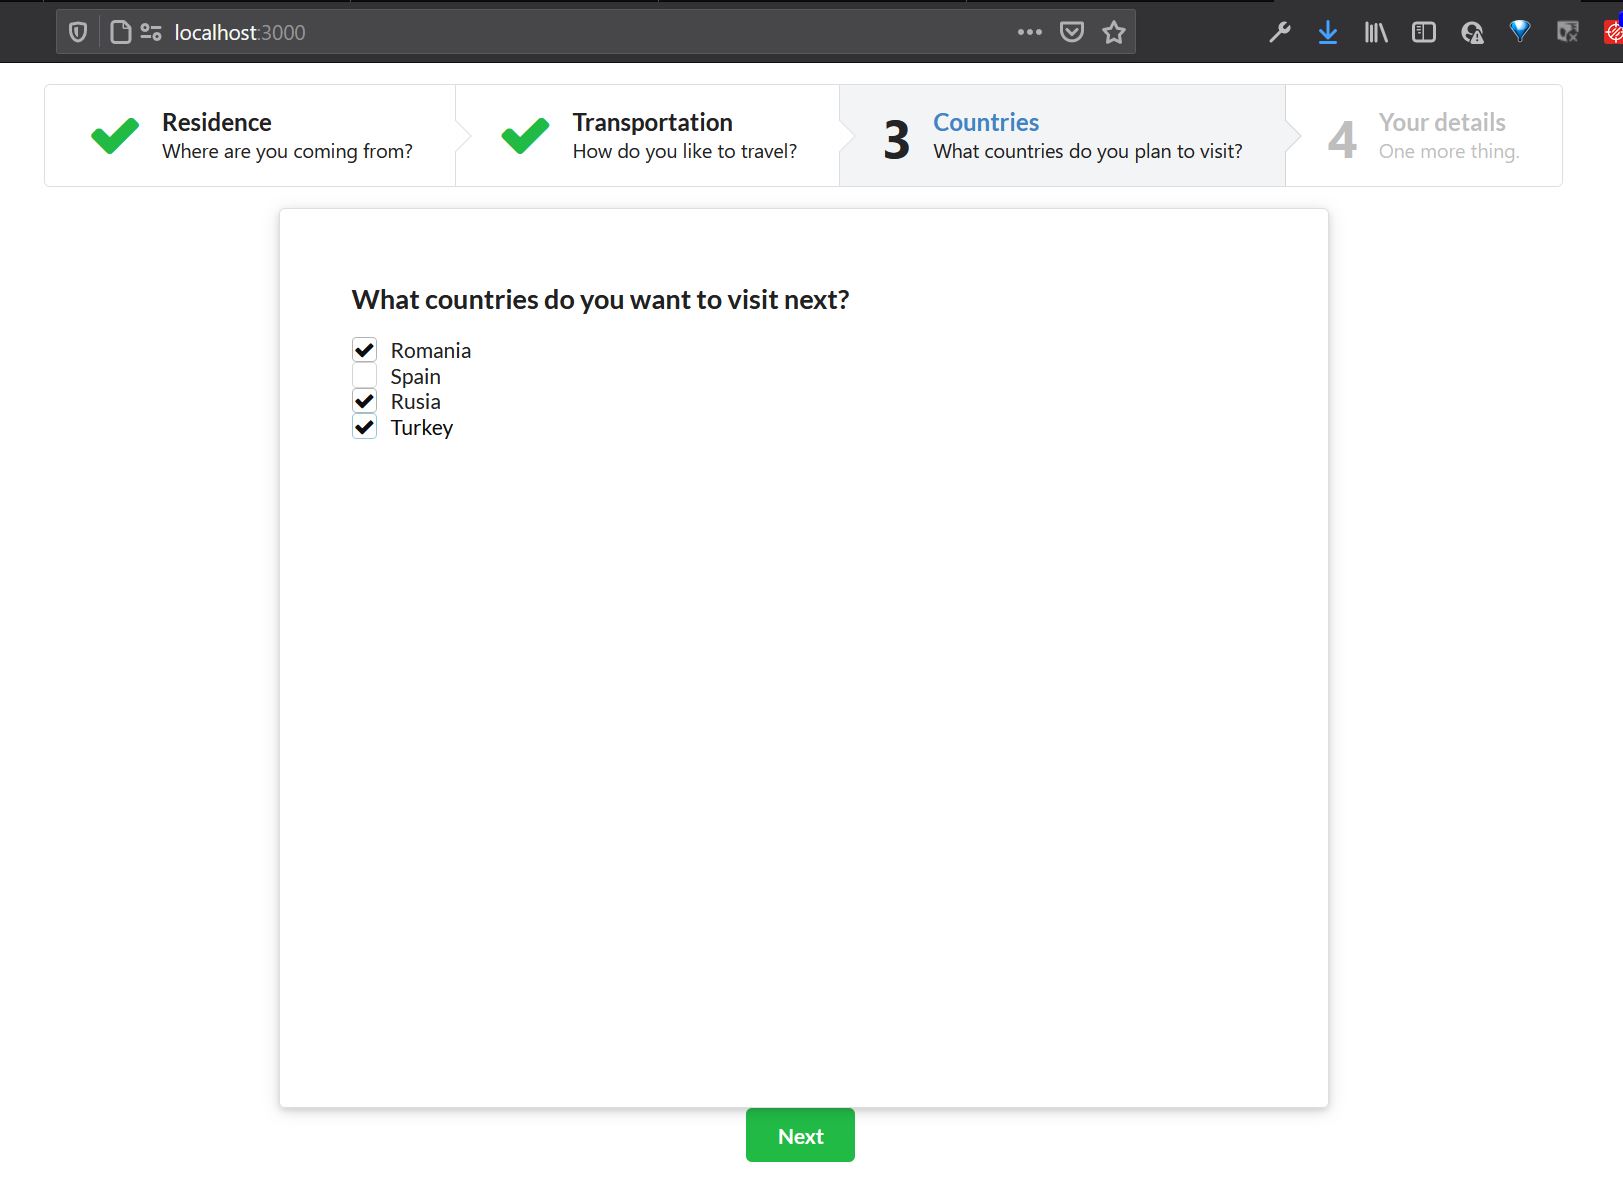 localhost:3000
Residence
Where are you coming from?
Transportation
How do you like to travel?
3
Countries
What countries do you plan to visit?
4
Your details
One more thing.
What countries do you want to visit next?
Romania
Spain
Rusia
Turkey
Next